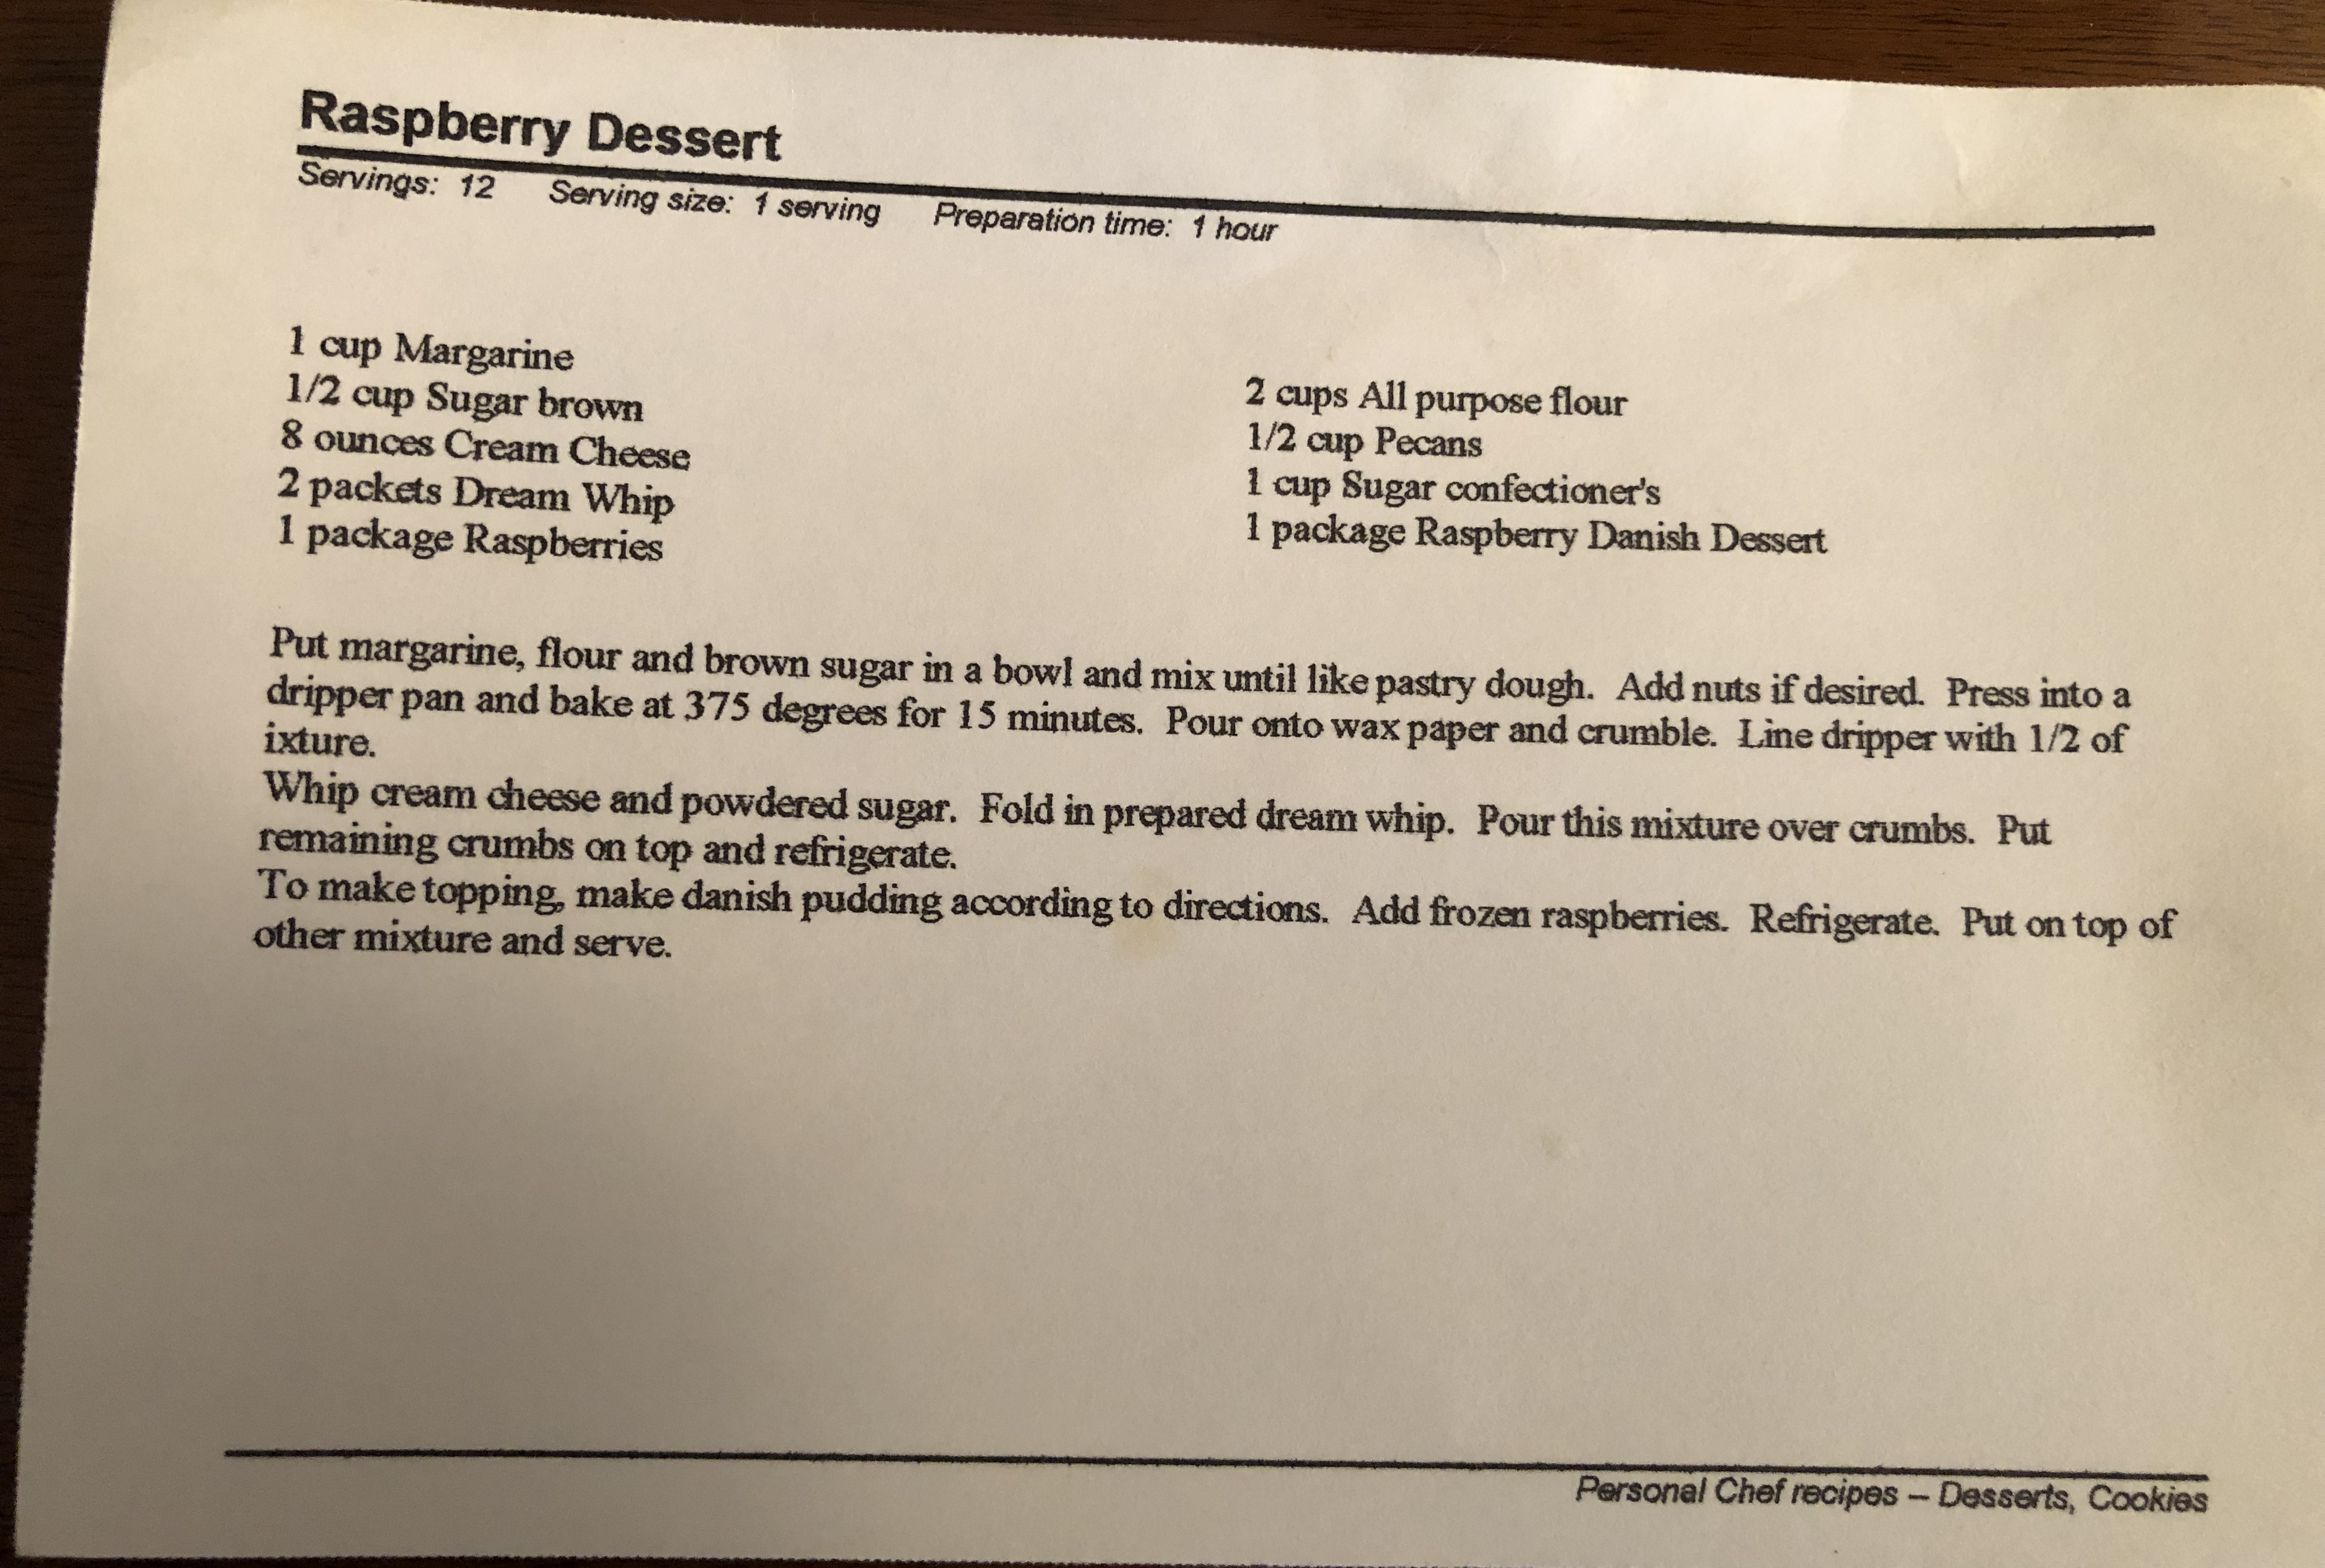 Raspberry Dessert
Servings: 12 Serving size: 1 serving Preparation time: 1 hour
1 cup Margarine
1/2 cup Sugar brown
8 ounces Cream Cheese
2 packets Dream Whip
1 package Raspberries
2 cups All purpose flour
1/2 cup Pecans
1 cup Sugar confectioner's
1 package Raspberry Danish Dessert
Put margarine, flour and brown sugar in a bowl and mix until like pastry dough. Add nuts if desired. Press into a
dripper pan and bake at 375 degrees for 15 minutes. Pour onto wax paper and crumble. Line dripper with 1/2 of
ixture.
Whip cream cheese and powdered sugar. Fold in prepared dream whip. Pour this mixture over crumbs. Put
remaining crumbs on top and refrigerate.
To make topping, make danish pudding according to directions. Add frozen raspberries. Refrigerate. Put on top of
other mixture and serve.
Personal Chef recipes – Desserts, Cookies